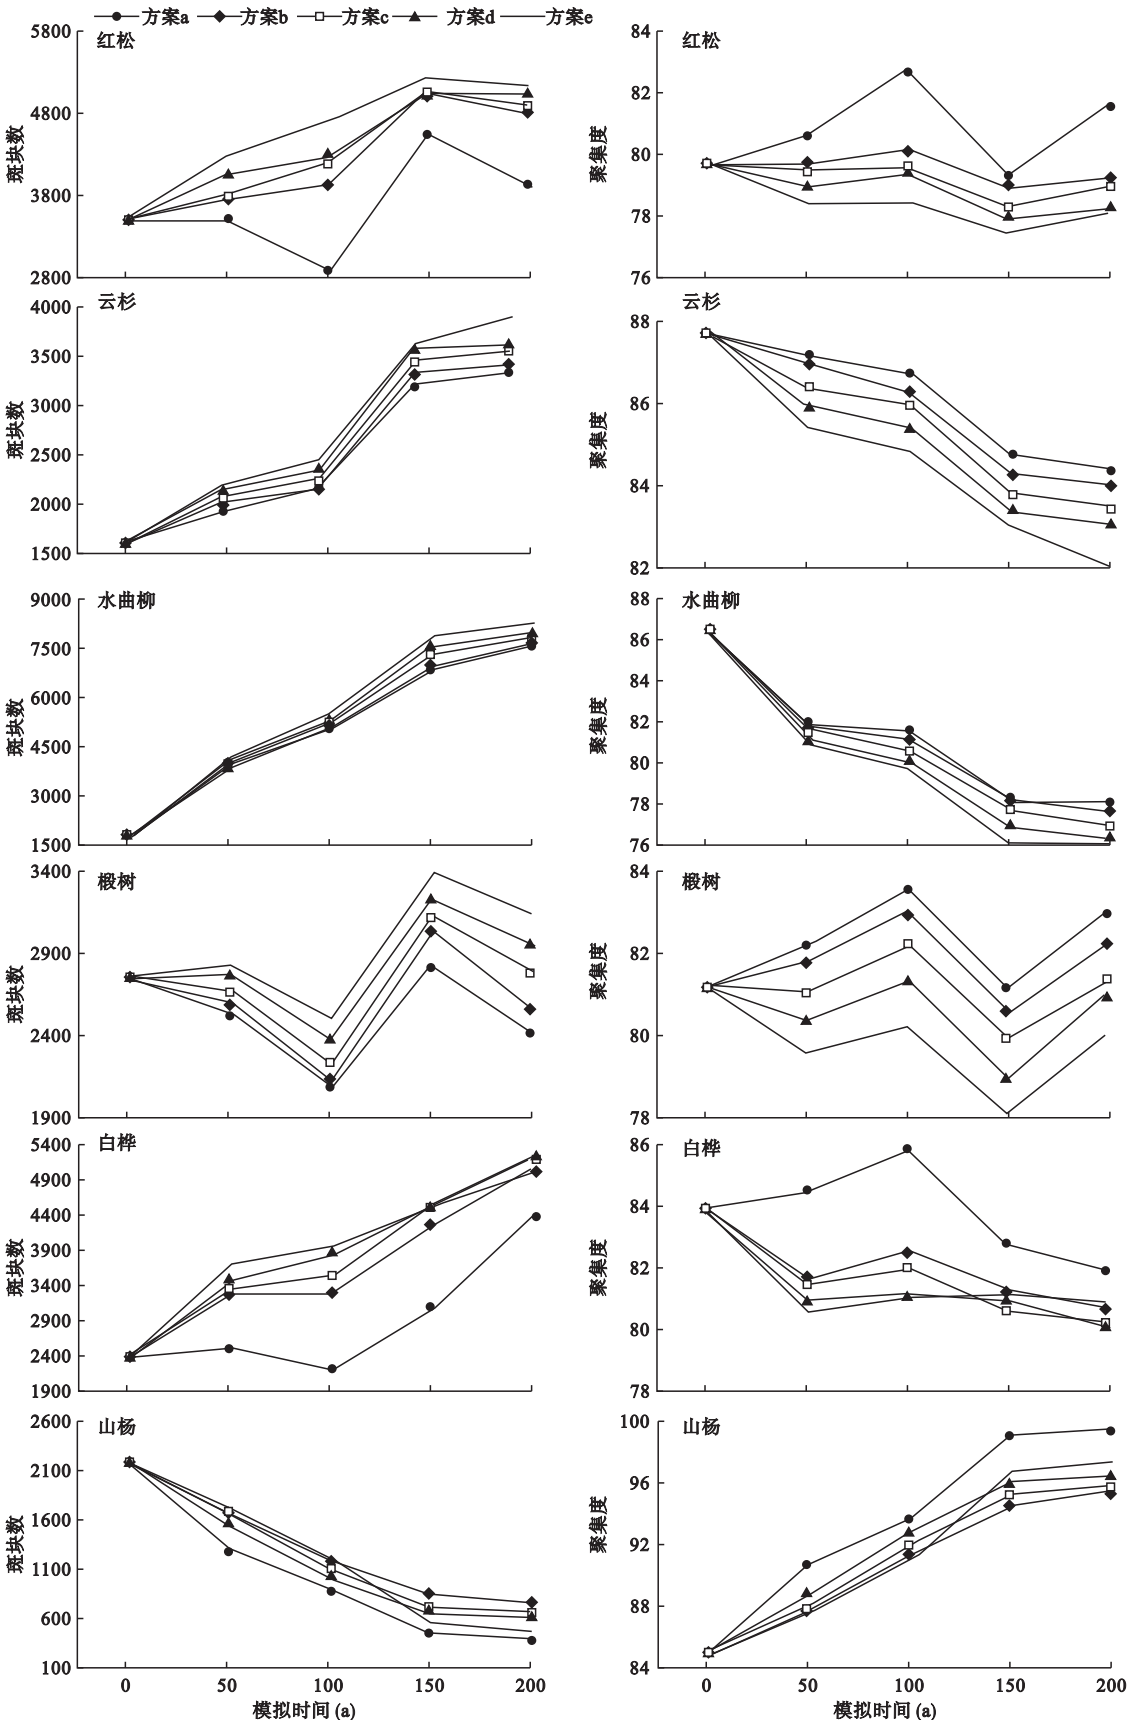 方案a 方案b 方案c 方案d 方案e
红松
斑块数
5800
4800
3800
2800
红松
聚集度
84
82
80
78
76
云杉
斑块数
4000
3500
3000
2500
2000
1500
云杉
聚集度
88
86
84
82
水曲柳
斑块数
9000
7500
6000
4500
3000
1500
水曲柳
聚集度
88
86
84
82
80
78
76
椴树
斑块数
3400
2900
2400
1900
椴树
聚集度
84
82
80
78
白桦
斑块数
5400
4900
4400
3900
3400
2900
2400
1900
白桦
聚集度
86
84
82
80
78
山杨
斑块数
2600
2100
1600
1100
600
100
0 50 100 150 200
模拟时间 (a)
山杨
聚集度
100
96
92
88
84
0 50 100 150 200
模拟时间 (a)